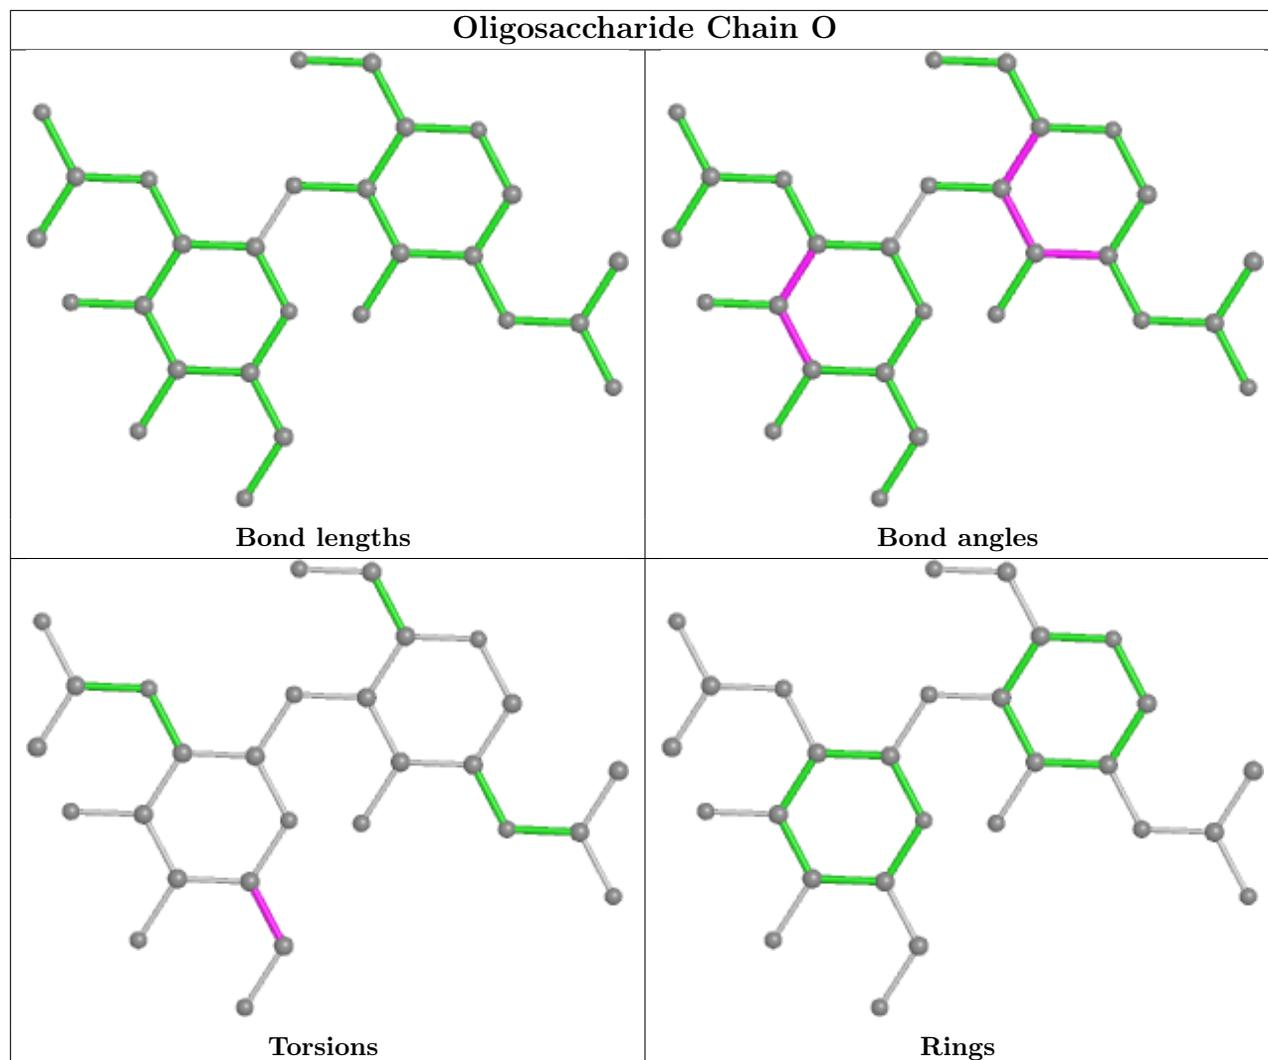 Oligosaccharide Chain O
Bond lengths
Bond angles
Torsions
Rings